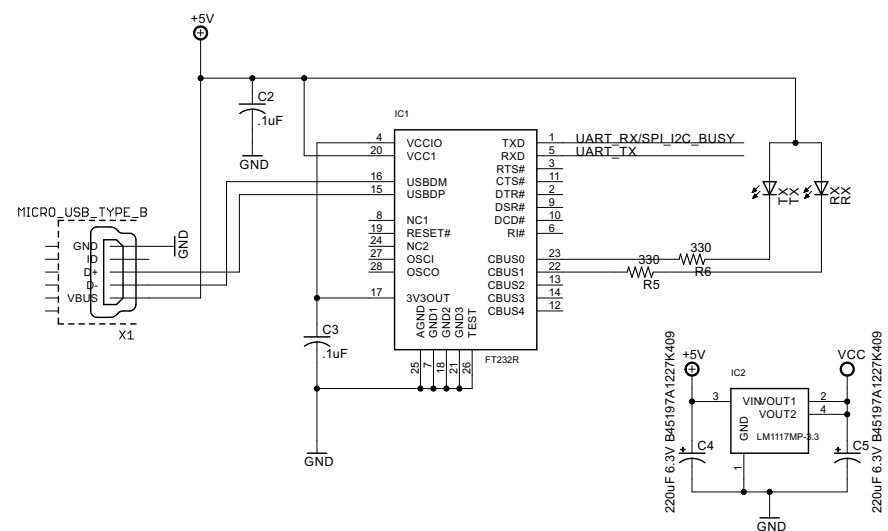 +5V
C2
.1uF
GND
IC1
4 VCCIO TXD 1 UART_RX/SPI_I2C_BUSY
20 VCC1 RXD 5 UART_TX
RTS# 3
16 USBDM CTS# 11
15 USBDP DTR# 2
DSR# 9
8 NC1 DCD# 10
19 RESET# RI# 6
24 NC2
27 OSCI CBUS0 23
28 OSCO CBUS1 22
CBUS2 13
17 3V3OUT CBUS3 14
CBUS4 12
AGND GND1 GND2 GND3 TEST
25 7 18 21 26
FT232R
MICRO_USB_TYPE_B
GND
ID
D+
D-
VBUS
X1
GND
C3
.1uF
GND
330
R6
330
R5
TX
TX
RX
RX
+5V
IC2
VCC
3 VIN VOUT1 2
VOUT2 4
GND
1
LM1117MP-3.3
C4
220uF 6.3V B45197A1227K409
C5
220uF 6.3V B45197A1227K409
GND